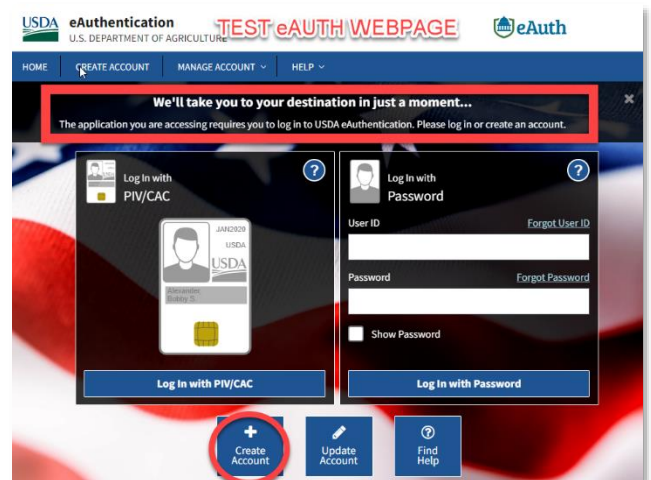 USDA eAuthentication
U.S. DEPARTMENT OF AGRICULTURE
TEST eAUTH WEBPAGE
eAuth
HOME CREATE ACCOUNT MANAGE ACCOUNT HELP
We'll take you to your destination in just a moment...
The application you are accessing requires you to log in to USDA eAuthentication. Please log in or create an account.
Log In with
PIV/CAC
?
JAN2020
USDA
USDA
Alexander,
Bobby S.
Log In with PIV/CAC
Log In with
Password
?
User ID Forgot User ID
Password Forgot Password
Show Password
Log In with Password
Create
Account
Update
Account
Find
Help